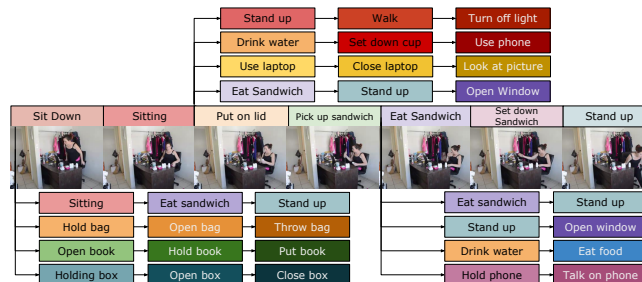 Stand up Walk Turn off light
Drink water Set down cup Use phone
Use laptop Close laptop Look at picture
Eat Sandwich Stand up Open Window
Sit Down Sitting Put on lid Pick up sandwich Eat Sandwich Set down Sandwich Stand up
Sitting Eat sandwich Stand up
Hold bag Open bag Throw bag
Open book Hold book Put book
Holding box Open box Close box
Eat sandwich Stand up
Stand up Open window
Drink water Eat food
Hold phone Talk on phone